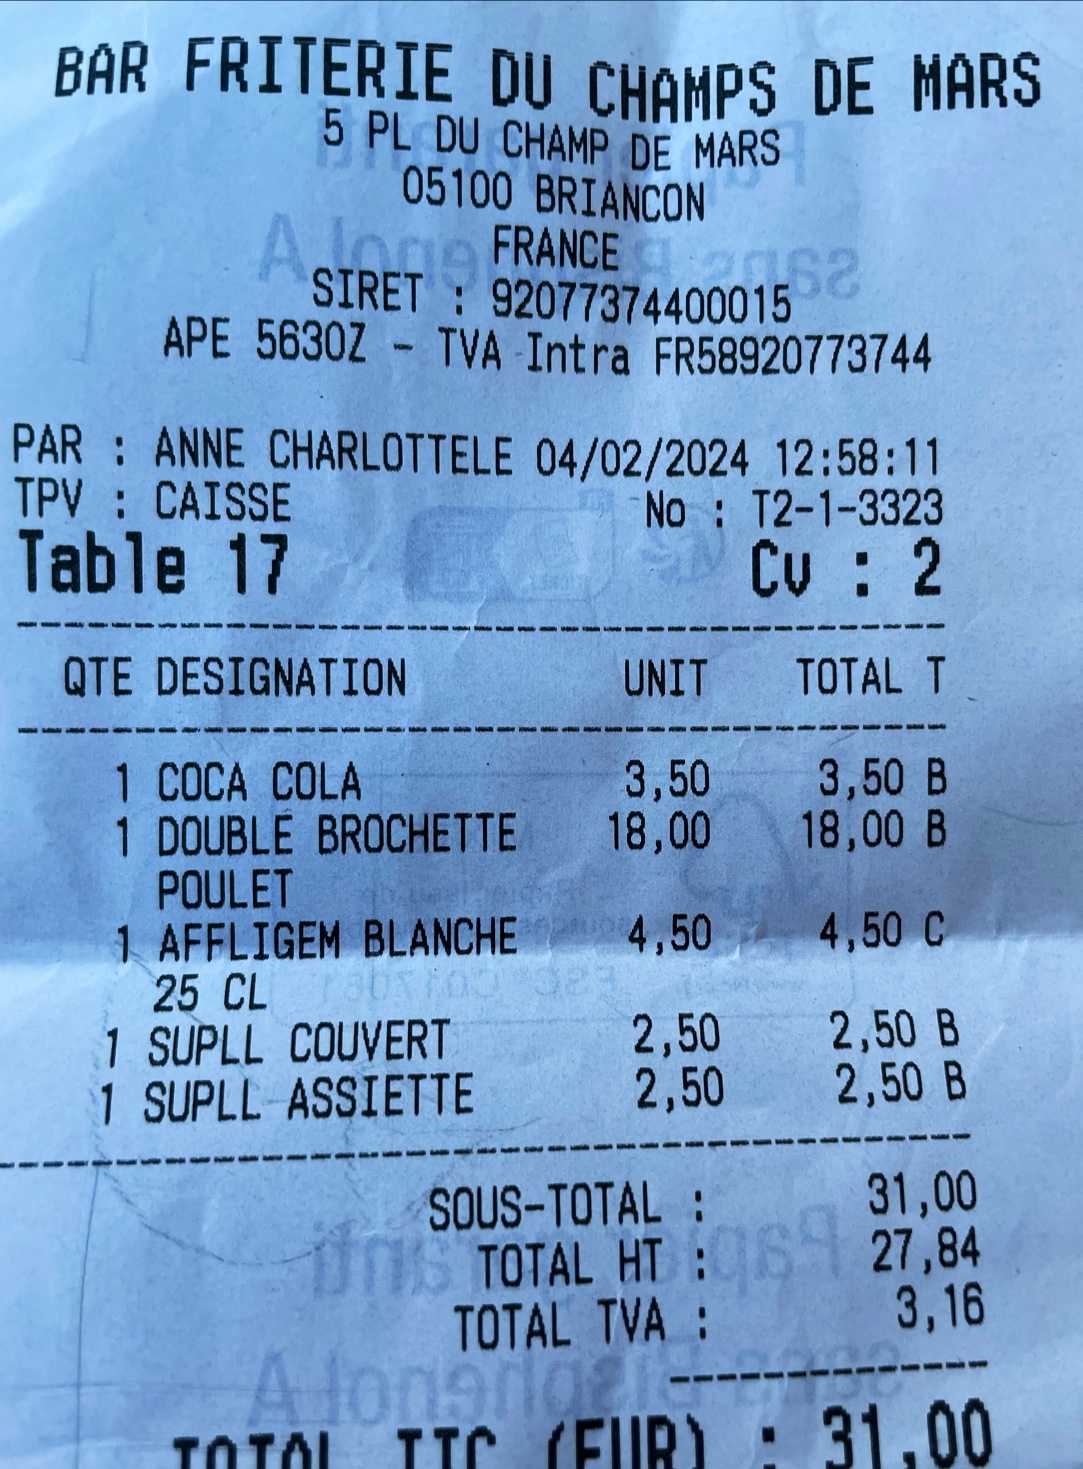 BAR FRITERIE DU CHAMPS DE MARS
5 PL DU CHAMP DE MARS
05100 BRIANCON
FRANCE
SIRET : 92077374400015
APE 5630Z - TVA Intra FR58920773744
PAR : ANNE CHARLOTTELE 04/02/2024 12:58:11
TPV : CAISSE No : T2-1-3323
Table 17 Cv : 2
QTE DESIGNATION UNIT TOTAL T
1 COCA COLA 3,50 3,50 B
1 DOUBLE BROCHETTE 18,00 18,00 B
POULET
1 AFFLIGEM BLANCHE 4,50 4,50 C
25 CL
1 SUPLL COUVERT 2,50 2,50 B
1 SUPLL ASSIETTE 2,50 2,50 B
SOUS-TOTAL : 31,00
TOTAL HT : 27,84
TOTAL TVA : 3,16
TOTAL TTC (EUR) : 31,00